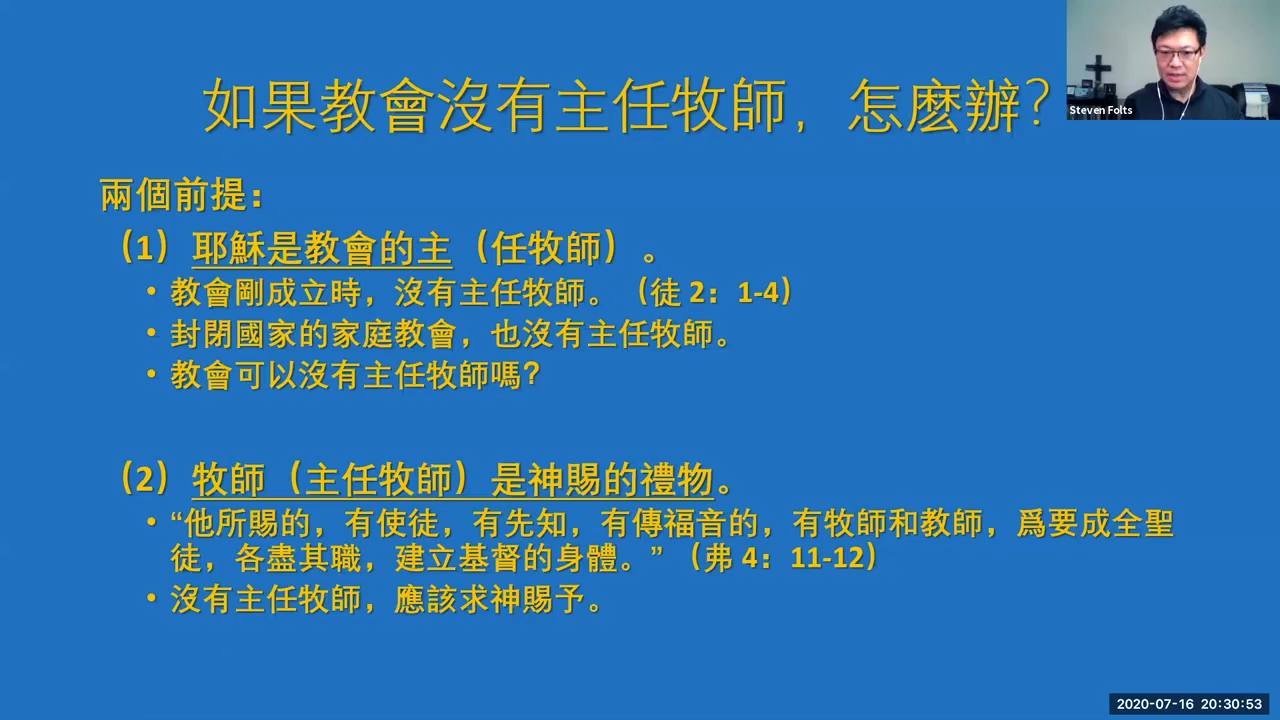 如果教會沒有主任牧師，怎麽辦？
Steven Folts
兩個前提：
（1）耶穌是教會的主（任牧師）。
• 教會剛成立時，沒有主任牧師。（徒 2：1-4）
• 封閉國家的家庭教會，也沒有主任牧師。
• 教會可以沒有主任牧師嗎？
（2）牧師（主任牧師）是神賜的禮物。
• “他所賜的，有使徒，有先知，有傳福音的，有牧師和教師，爲要成全聖
徒，各盡其職，建立基督的身體。”（弗 4：11-12）
• 沒有主任牧師，應該求神賜予。
2020-07-16 20:30:53